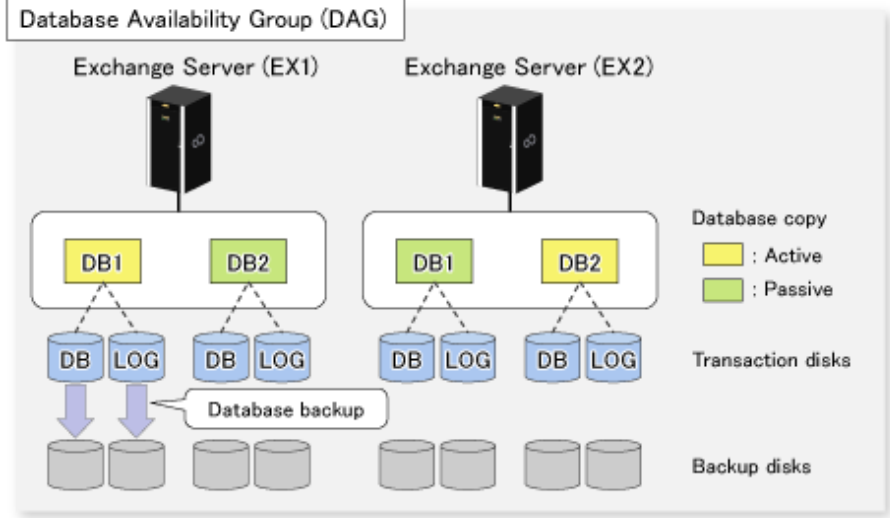 Database Availability Group (DAG)
Exchange Server (EX1)
Exchange Server (EX2)
DB1
DB2
DB1
DB2
Database copy
: Active
: Passive
DB
LOG
DB
LOG
DB
LOG
DB
LOG
Transaction disks
Database backup
Backup disks